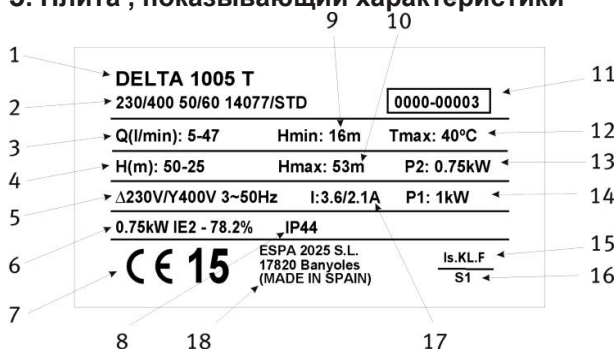 5. Плита , показывающий характеристики
9 10
1 DELTA 1005 T 11
2 230/400 50/60 14077/STD 0000-00003
3 Q(l/min): 5-47 Hmin: 16m Tmax: 40ºC 12
4 H(m): 50-25 Hmax: 53m P2: 0.75kW 13
5 Δ230V/Y400V 3~50Hz I:3.6/2.1A P1: 1kW 14
6 0.75kW IE2 - 78.2% IP44
7 CE 15 ESPA 2025 S.L. Is.KL.F 15
17820 Banyoles
(MADE IN SPAIN) S1 16
8 18 17